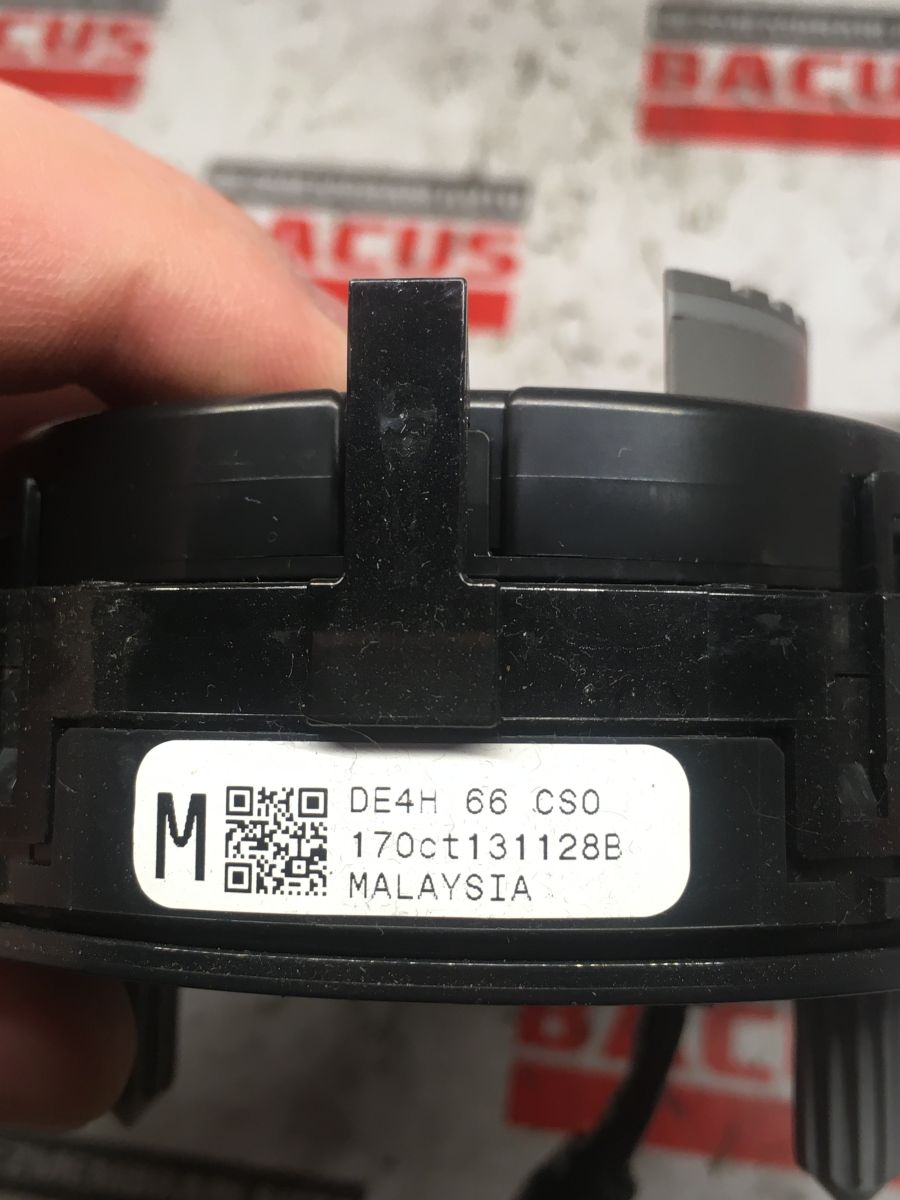 BACUS
BACUS
BACUS
M
DE4H 66 CS0
17Oct131128B
MALAYSIA